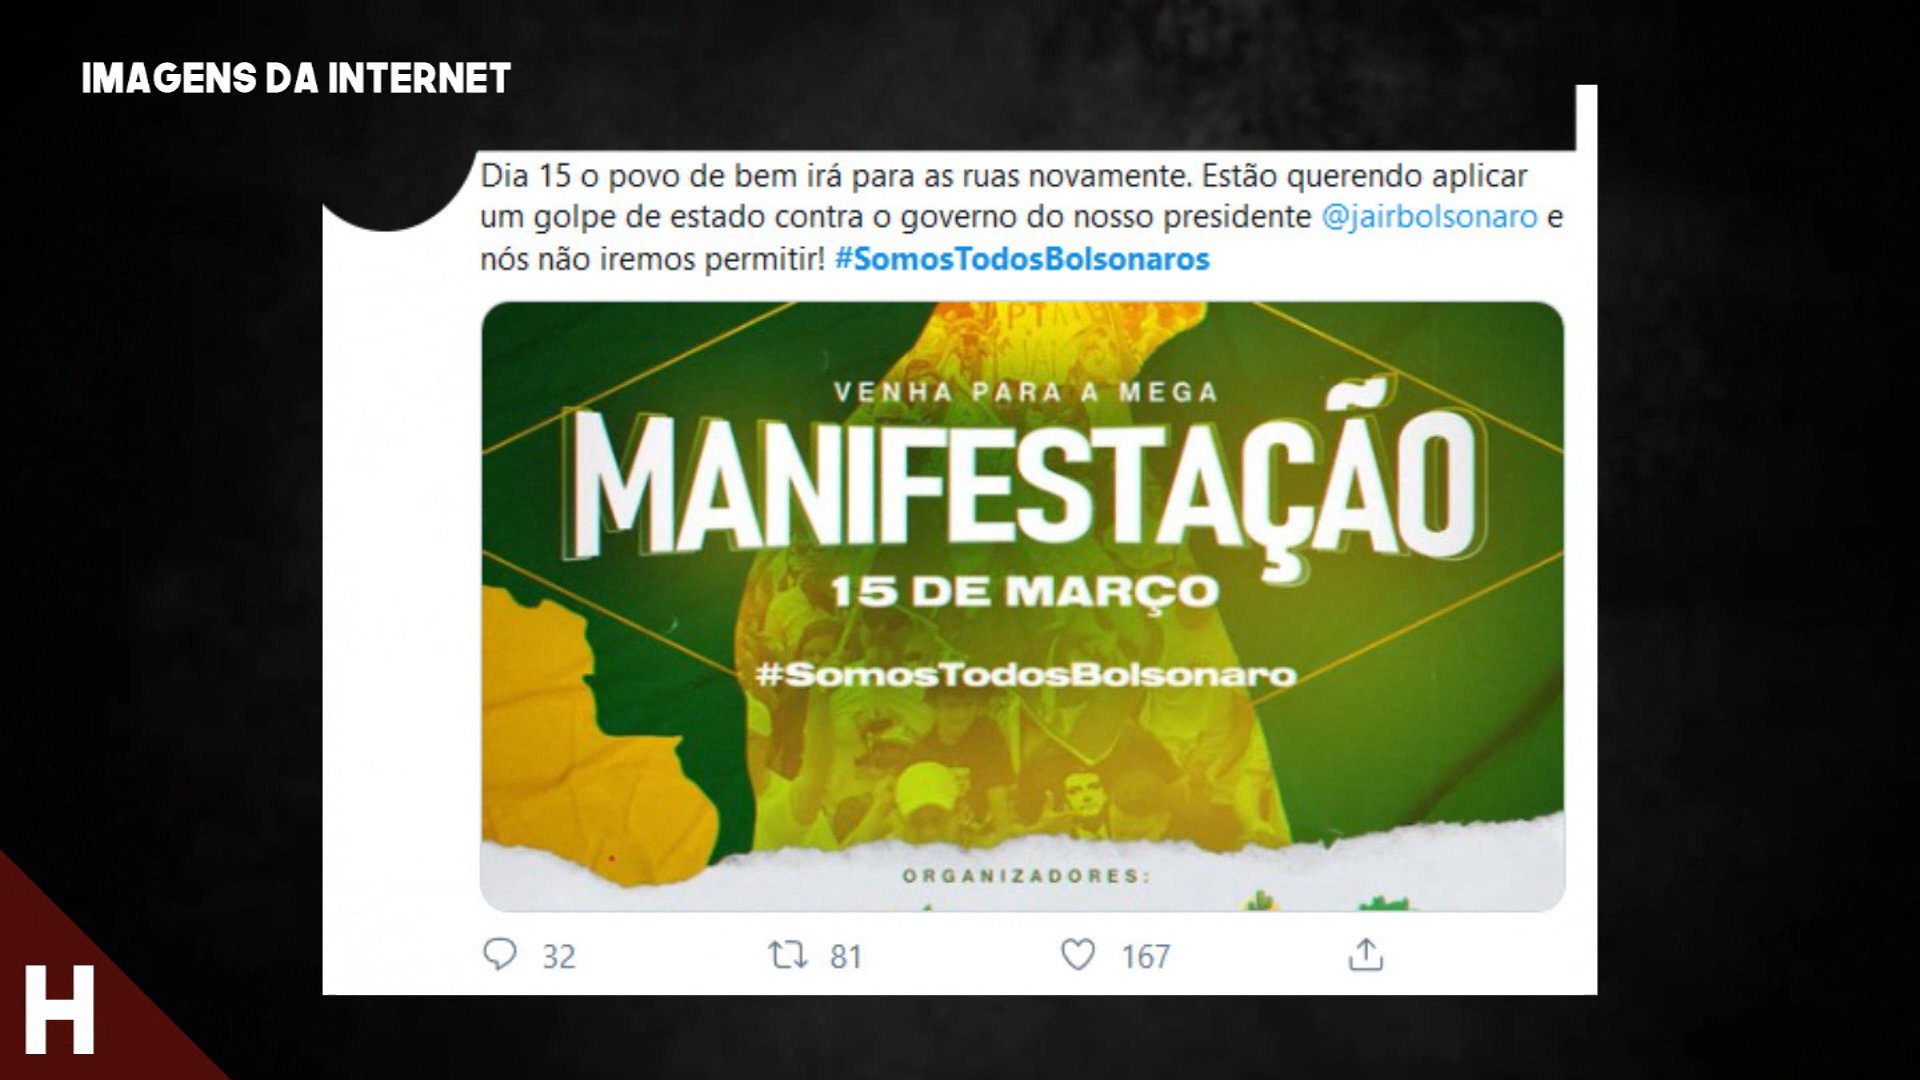 IMAGENS DA INTERNET
Dia 15 o povo de bem irá para as ruas novamente. Estão querendo aplicar
um golpe de estado contra o governo do nosso presidente @jairbolsonaro e
nós não iremos permitir! #SomosTodosBolsonaros
VENHA PARA A MEGA
MANIFESTAÇÃO
15 DE MARÇO
#SomosTodosBolsonaro
ORGANIZADORES:
32 81 167
H